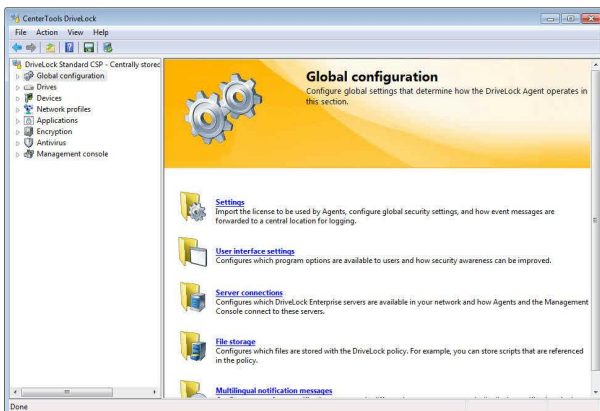 CenterTools DriveLock
File Action View Help
DriveLock Standard CSP - Centrally storec
Global configuration
Drives
Devices
Network profiles
Applications
Encryption
Antivirus
Management console
Global configuration
Configure global settings that determine how the DriveLock Agent operates in
this section.
Settings
Import the license to be used by Agents, configure global security settings, and how event messages are
forwarded to a central location for logging.
User interface settings
Configures which program options are available to users and how security awareness can be improved.
Server connections
Configures which DriveLock Enterprise servers are available in your network and how Agents and the Management
Console connect to these servers.
File storage
Configures which files are stored with the DriveLock policy. For example, you can store scripts that are referenced
in the policy.
Multilingual notification messages
Done